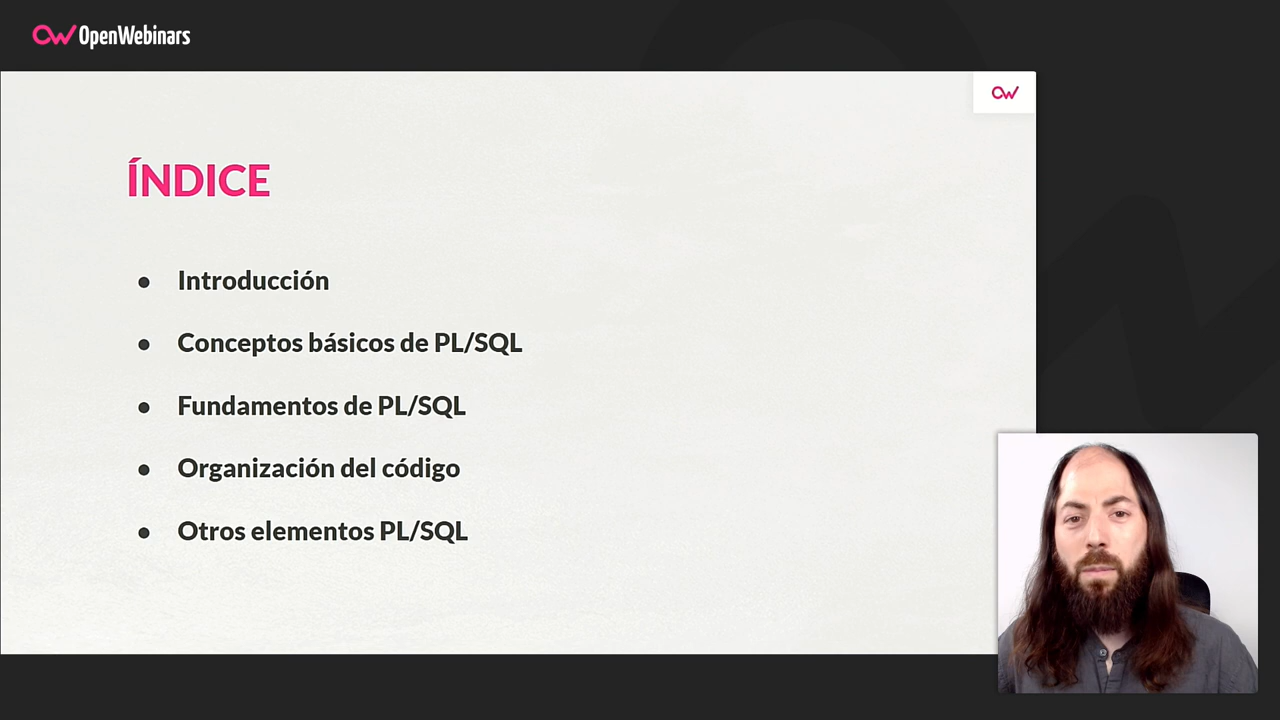 OpenWebinars
ÍNDICE
● Introducción
● Conceptos básicos de PL/SQL
● Fundamentos de PL/SQL
● Organización del código
● Otros elementos PL/SQL